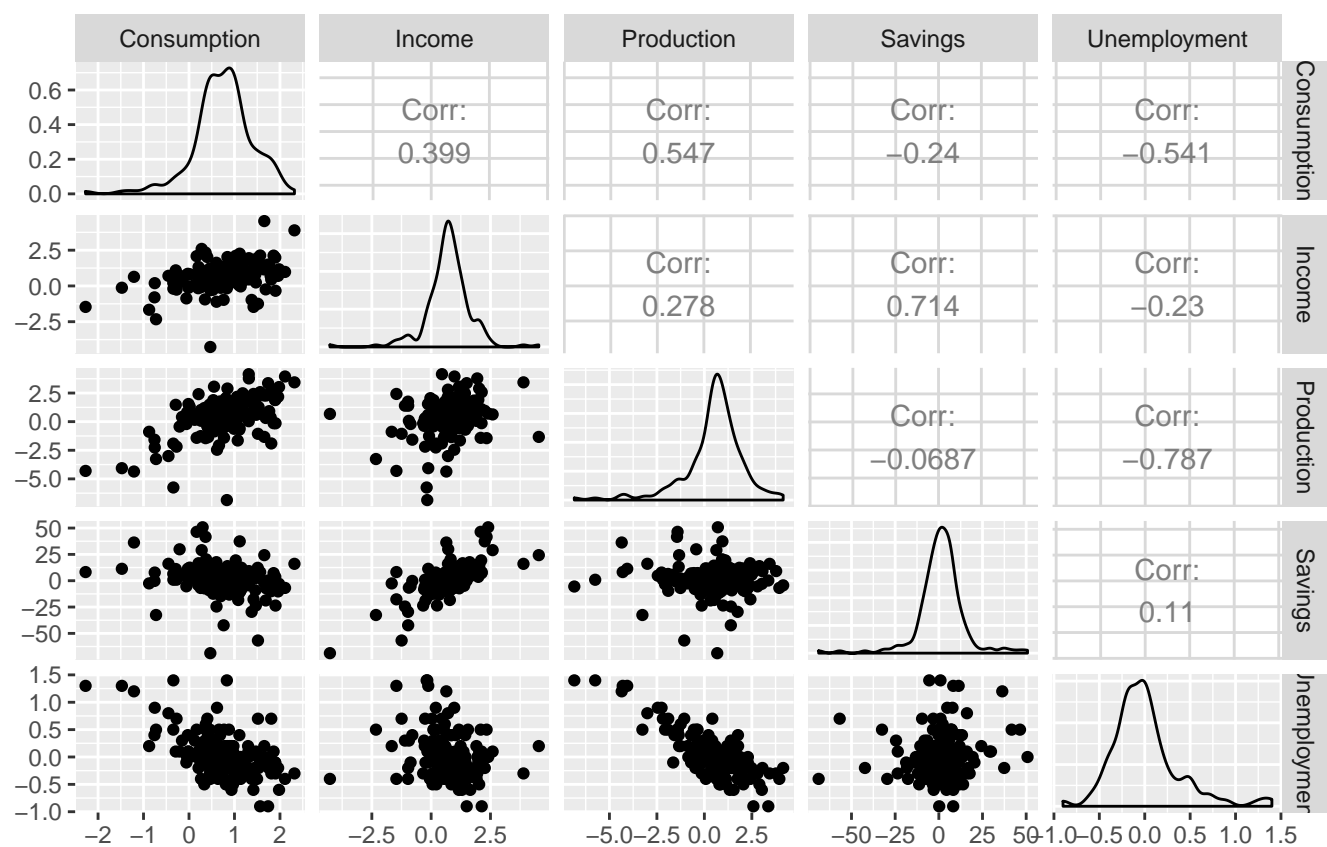 Consumption Income Production Savings Unemployment
0.6
0.4
0.2
0.0
Corr:
0.399
Corr:
0.547
Corr:
−0.24
Corr:
−0.541
Consumption
2.5
0.0
−2.5
Corr:
0.278
Corr:
0.714
Corr:
−0.23
Income
2.5
0.0
−2.5
−5.0
Corr:
−0.0687
Corr:
−0.787
Production
50
25
0
−25
−50
Corr:
0.11
Savings
1.5
1.0
0.5
0.0
−0.5
−1.0
Jnemploymer
−2 −1 0 1 2 −2.5 0.0 2.5 −5.0 −2.5 0.0 2.5 −50 −25 0 25 50 −1.0 −0.5 0.0 0.5 1.0 1.5